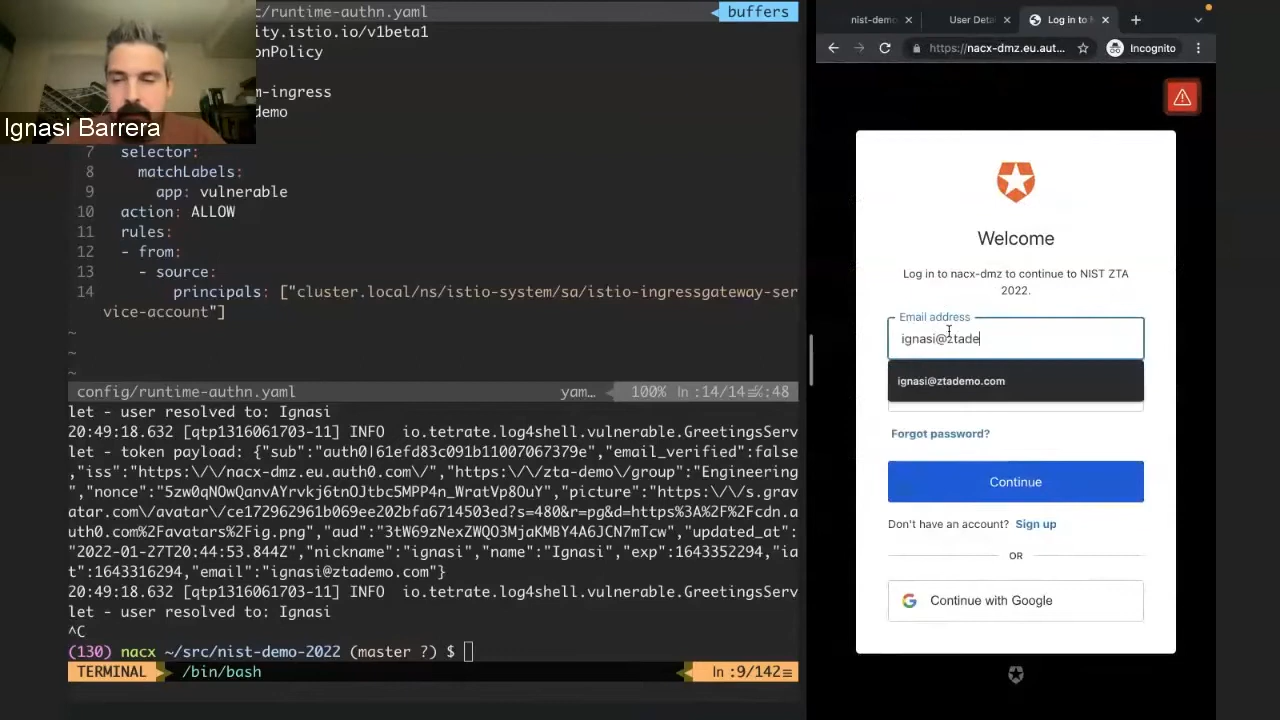 c/runtime-authn.yaml buffers
ity.istio.io/v1beta1
onPolicy
m-ingress
demo
Ignasi Barrera
7 selector:
8 matchLabels:
9 app: vulnerable
10 action: ALLOW
11 rules:
12 - from:
13 - source:
14 principals: ["cluster.local/ns/istio-system/sa/istio-ingressgateway-ser
vice-account"]
~
~
~
config/runtime-authn.yaml yam… 100% ln :14/14 :48
let - user resolved to: Ignasi
20:49:18.632 [qtp1316061703-11] INFO io.tetrate.log4shell.vulnerable.GreetingsServ
let - token payload: {"sub":"auth0|61efd83c091b11007067379e","email_verified":false
,"iss":"https:\/\/nacx-dmz.eu.auth0.com\/","https:\/\/zta-demo\/group":"Engineering
","nonce":"5zw0qNOwQanvAYrvkj6tnOJtbc5MPP4n_WratVp8OuY","picture":"https:\/\/s.grav
atar.com\/avatar\/ce172962961b069ee202bfa6714503ed?s=480&r=pg&d=https%3A%2F%2Fcdn.a
uth0.com%2Favatars%2Fig.png","aud":"3tW69zNexZWQO3MjaKMBY4A6JCN7mTcw","updated_at":
"2022-01-27T20:44:53.844Z","nickname":"ignasi","name":"Ignasi","exp":1643352294,"ia
t":1643316294,"email":"ignasi@ztademo.com"}
20:49:18.632 [qtp1316061703-11] INFO io.tetrate.log4shell.vulnerable.GreetingsServ
let - user resolved to: Ignasi
^C
(130) nacx ~/src/nist-demo-2022 (master ?) $
TERMINAL /bin/bash ln :9/142
nist-demo User Detai Log in to N
https://nacx-dmz.eu.aut... Incognito
Welcome
Log in to nacx-dmz to continue to NIST ZTA
2022.
Email address
ignasi@ztade
ignasi@ztademo.com
Forgot password?
Continue
Don't have an account? Sign up
OR
Continue with Google